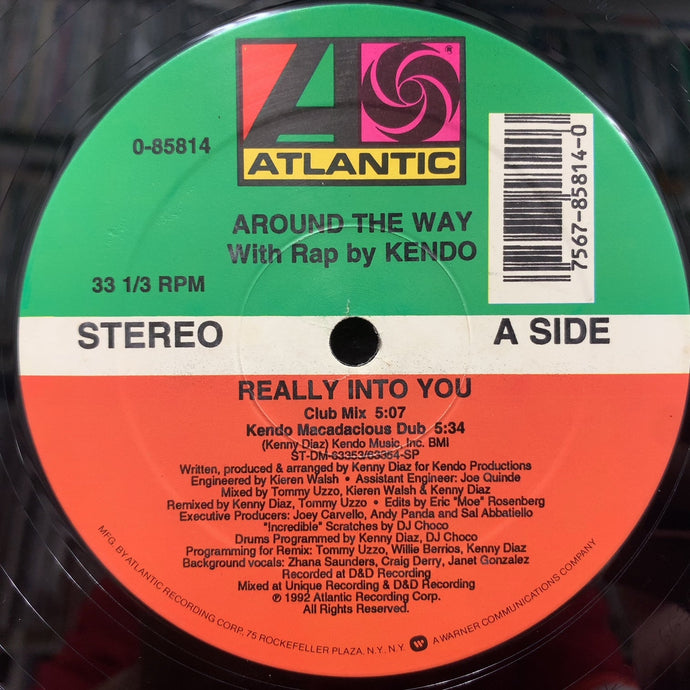 ®
ATLANTIC
0-85814
7567-85814-0
AROUND THE WAY
With Rap by KENDO
33 1/3 RPM
STEREO
A SIDE
REALLY INTO YOU
Club Mix 5:07
Kendo Macadacious Dub 5:34
(Kenny Diaz) Kendo Music, Inc. BMI
ST-DM-63353/63354-SP
Written, produced & arranged by Kenny Diaz for Kendo Productions
Engineered by Kieren Walsh • Assistant Engineer: Joe Quinde
Mixed by Tommy Uzzo, Kieren Walsh & Kenny Diaz
Remixed by Kenny Diaz, Tommy Uzzo • Edits by Eric "Moe" Rosenberg
Executive Producers: Joey Carvello, Andy Panda and Sal Abbatiello
"Incredible" Scratches by DJ Choco
Drums Programmed by Kenny Diaz, DJ Choco
Programming for Remix: Tommy Uzzo, Willie Berrios, Kenny Diaz
Background vocals: Zhana Saunders, Craig Derry, Janet Gonzalez
Recorded at D&D Recording
Mixed at Unique Recording & D&D Recording
℗ 1992 Atlantic Recording Corp.
All Rights Reserved.
MFG. BY ATLANTIC RECORDING CORP., 75 ROCKEFELLER PLAZA, N.Y., N.Y. A WARNER COMMUNICATIONS COMPANY